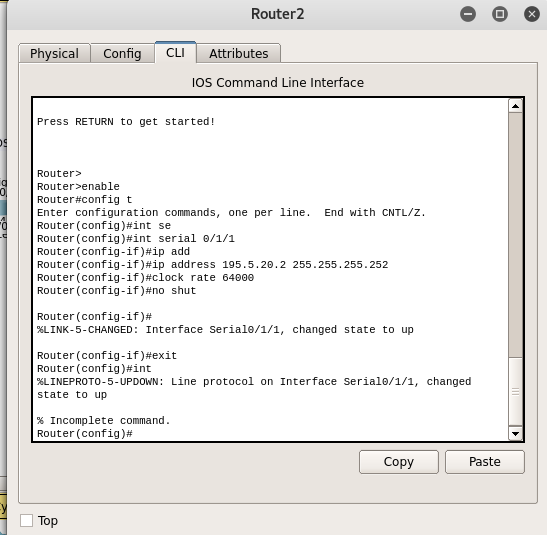 Router2
Physical Config CLI Attributes
IOS Command Line Interface
Press RETURN to get started!
Router>
Router>enable
Router#config t
Enter configuration commands, one per line.  End with CNTL/Z.
Router(config)#int se
Router(config)#int serial 0/1/1
Router(config-if)#ip add
Router(config-if)#ip address 195.5.20.2 255.255.255.252
Router(config-if)#clock rate 64000
Router(config-if)#no shut
Router(config-if)#
%LINK-5-CHANGED: Interface Serial0/1/1, changed state to up
Router(config-if)#exit
Router(config)#int
%LINEPROTO-5-UPDOWN: Line protocol on Interface Serial0/1/1, changed
state to up
% Incomplete command.
Router(config)#
Copy Paste
Top